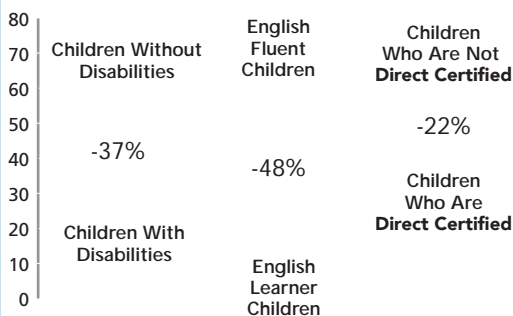 80
70
60
50
40
30
20
10
0
Children Without
Disabilities
-37%
Children With
Disabilities
English
Fluent
Children
-48%
English
Learner
Children
Children
Who Are Not
Direct Certified
-22%
Children
Who Are
Direct Certified